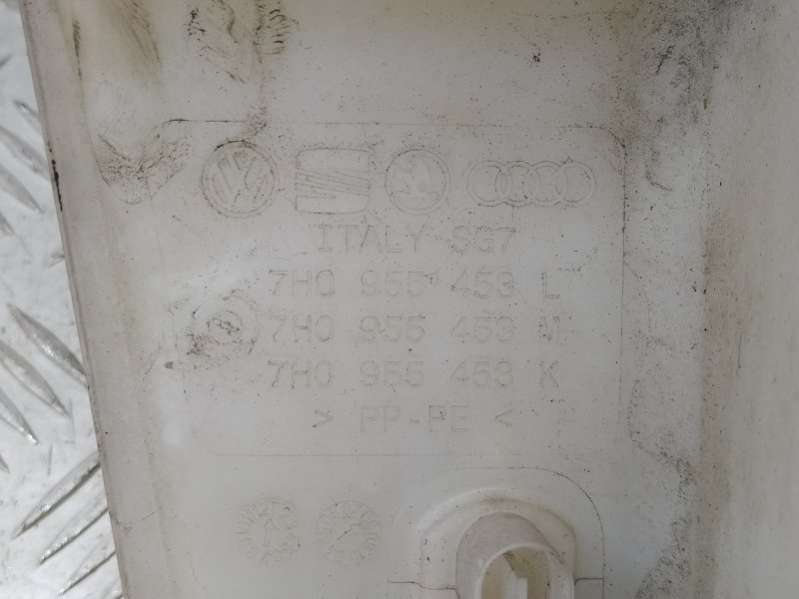 ITALY SG7
7H0 955 453 L
7H0 955 453
7H0 955 453 K
> PP-PE <